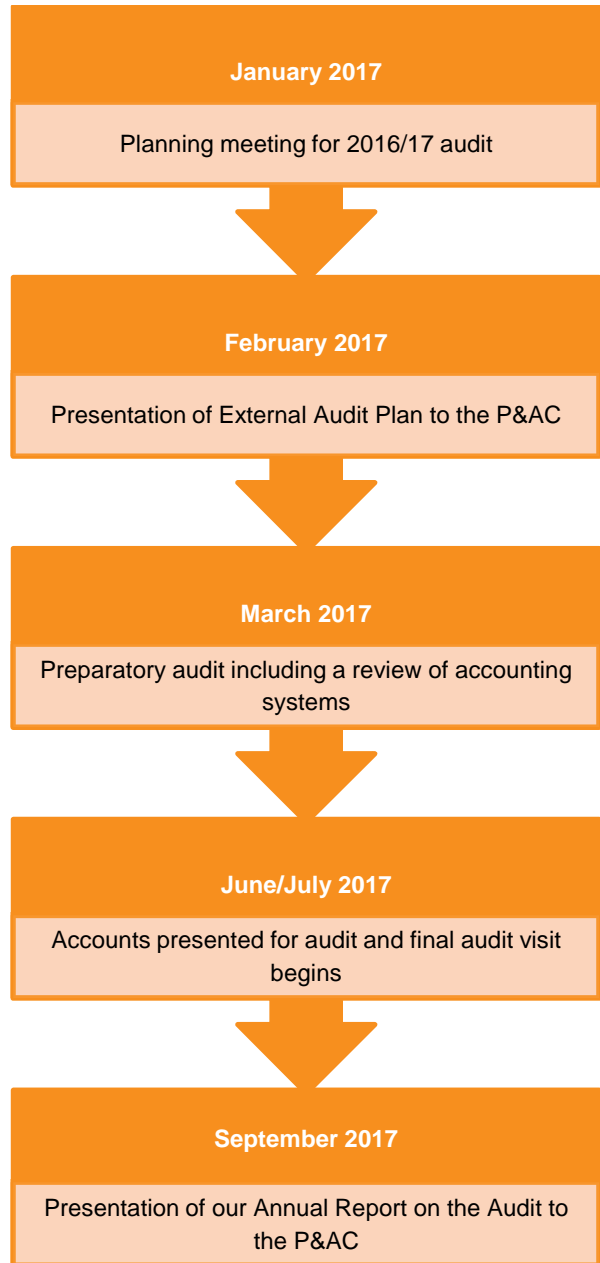 January 2017
Planning meeting for 2016/17 audit
February 2017
Presentation of External Audit Plan to the P&AC
March 2017
Preparatory audit including a review of accounting
systems
June/July 2017
Accounts presented for audit and final audit visit
begins
September 2017
Presentation of our Annual Report on the Audit to
the P&AC